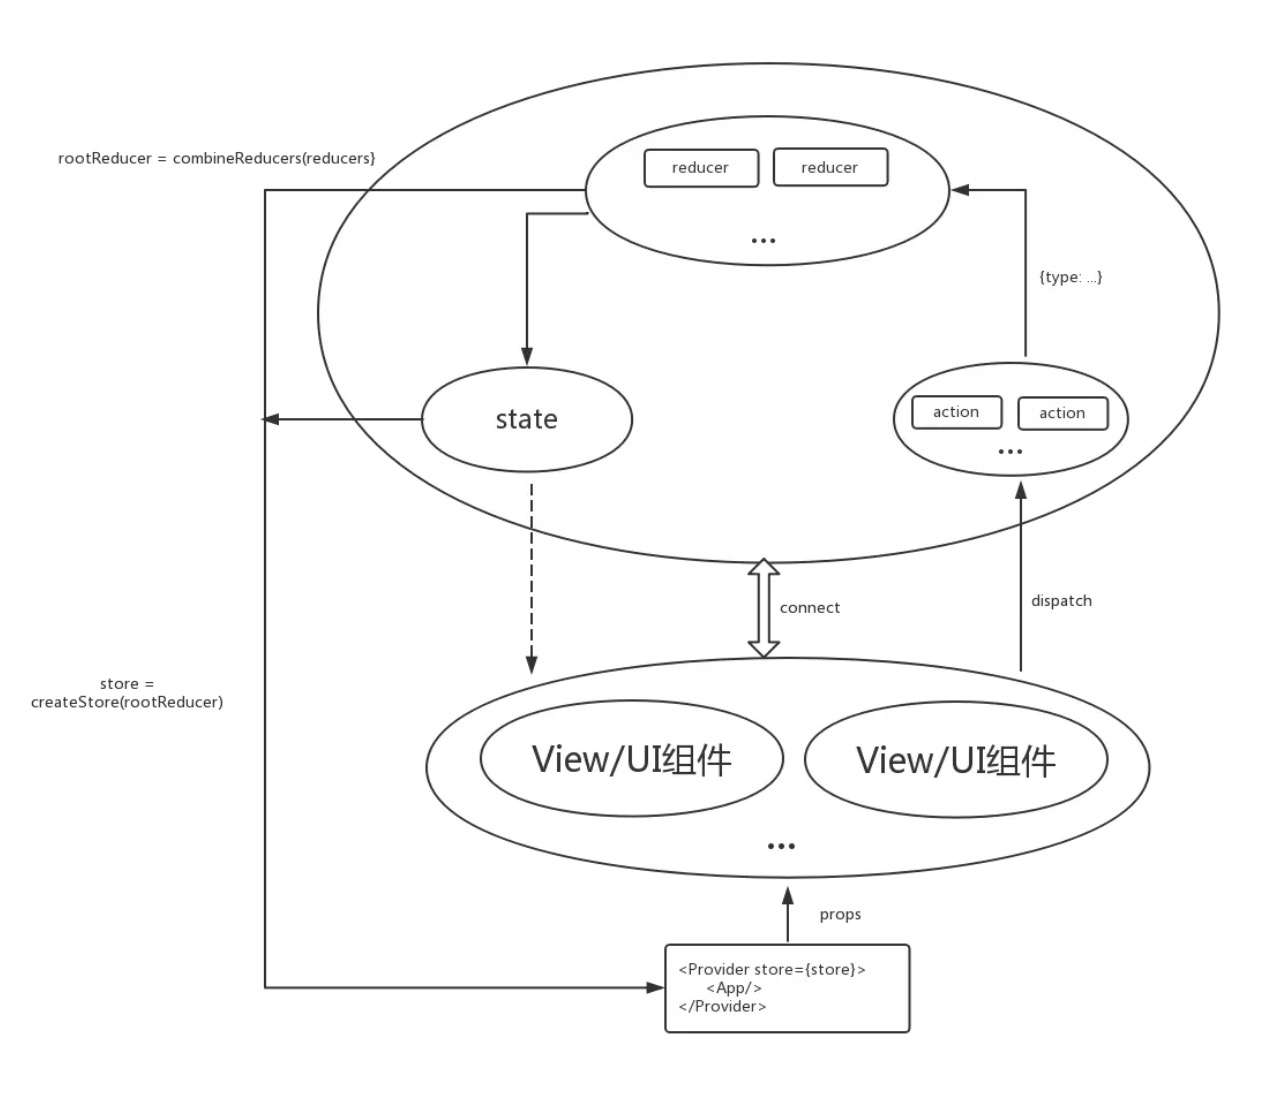 rootReducer = combineReducers(reducers}
reducer
reducer
...
{type: ...}
state
action
action
...
connect
dispatch
store =
createStore(rootReducer)
View/UI组件
View/UI组件
...
props
<Provider store={store}>
<App/>
</Provider>